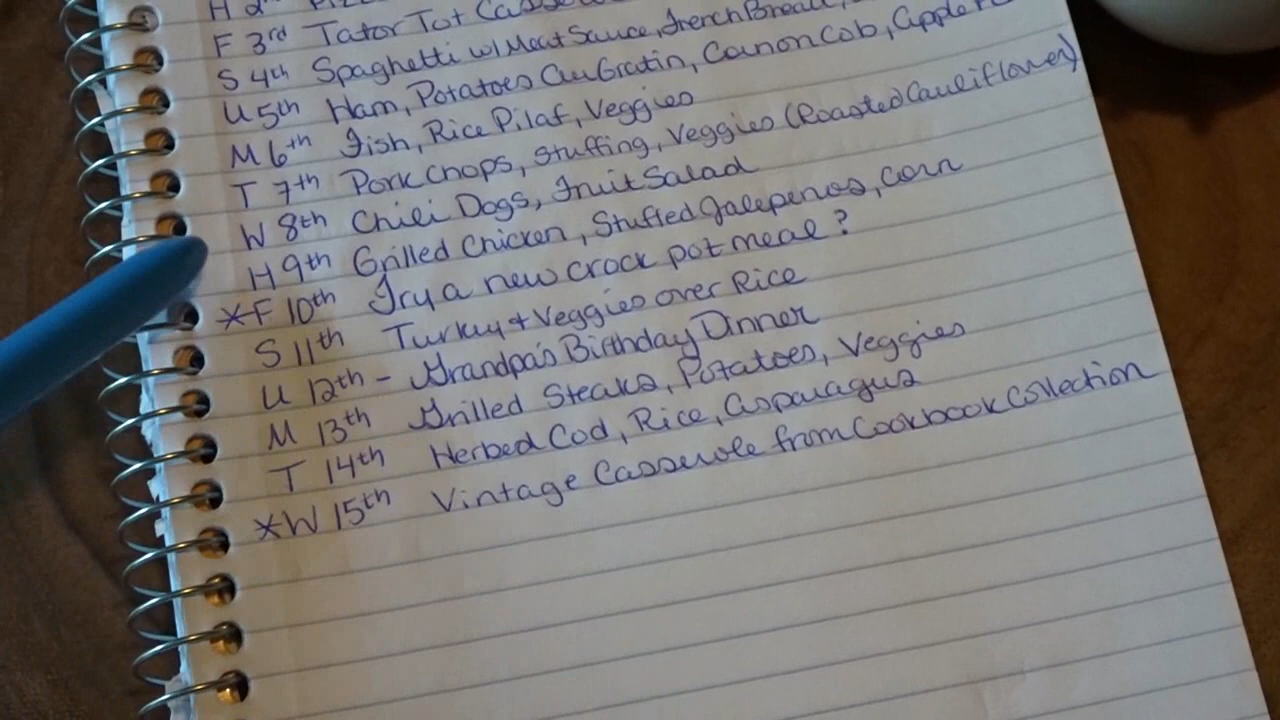 H 2nd
F 3rd Tator Tot
S 4th Spaghetti w/ Meat Sauce, French Bread,
U 5th Ham, Potatoes Au Gratin, Corn on Cob, Apple
M 6th Fish, Rice Pilaf, Veggies
T 7th Pork Chops, Stuffing, Veggies (Roasted Cauliflower)
W 8th Chili Dogs, Fruit Salad
H 9th Grilled Chicken, Stuffed Jalepenos, corn
*F 10th Try a new crock pot meal?
S 11th Turkey + Veggies over Rice
U 12th - Grandpa's Birthday Dinner
M 13th Grilled Steaks, Potatoes, Veggies
T 14th Herbed Cod, Rice, Asparagus
*W 15th Vintage Casserole from Cookbook Collection